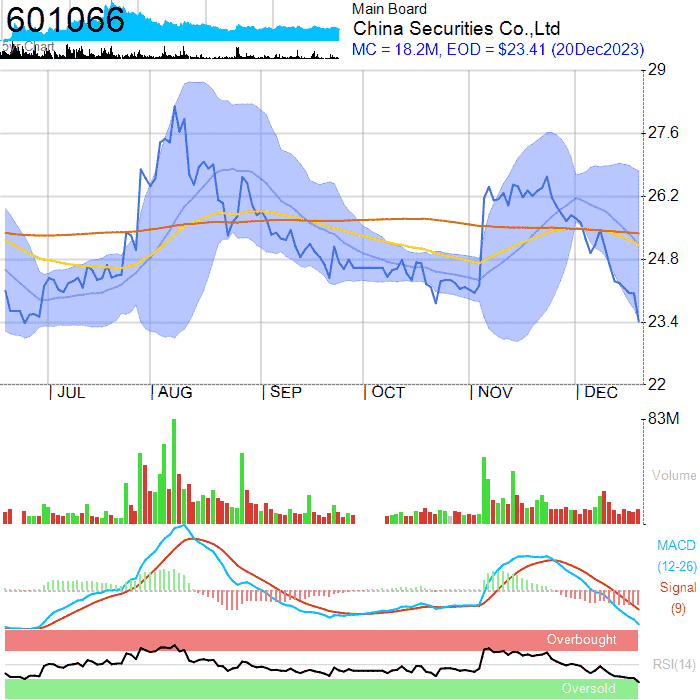 601066
Main Board
China Securities Co.,Ltd
MC = 18.2M, EOD = $23.41 (20Dec2023)
5yr Chart
29
27.6
26.2
24.8
23.4
22
JUL
AUG
SEP
OCT
NOV
DEC
83M
Volume
MACD
(12-26)
Signal
(9)
Overbought
RSI(14)
Oversold